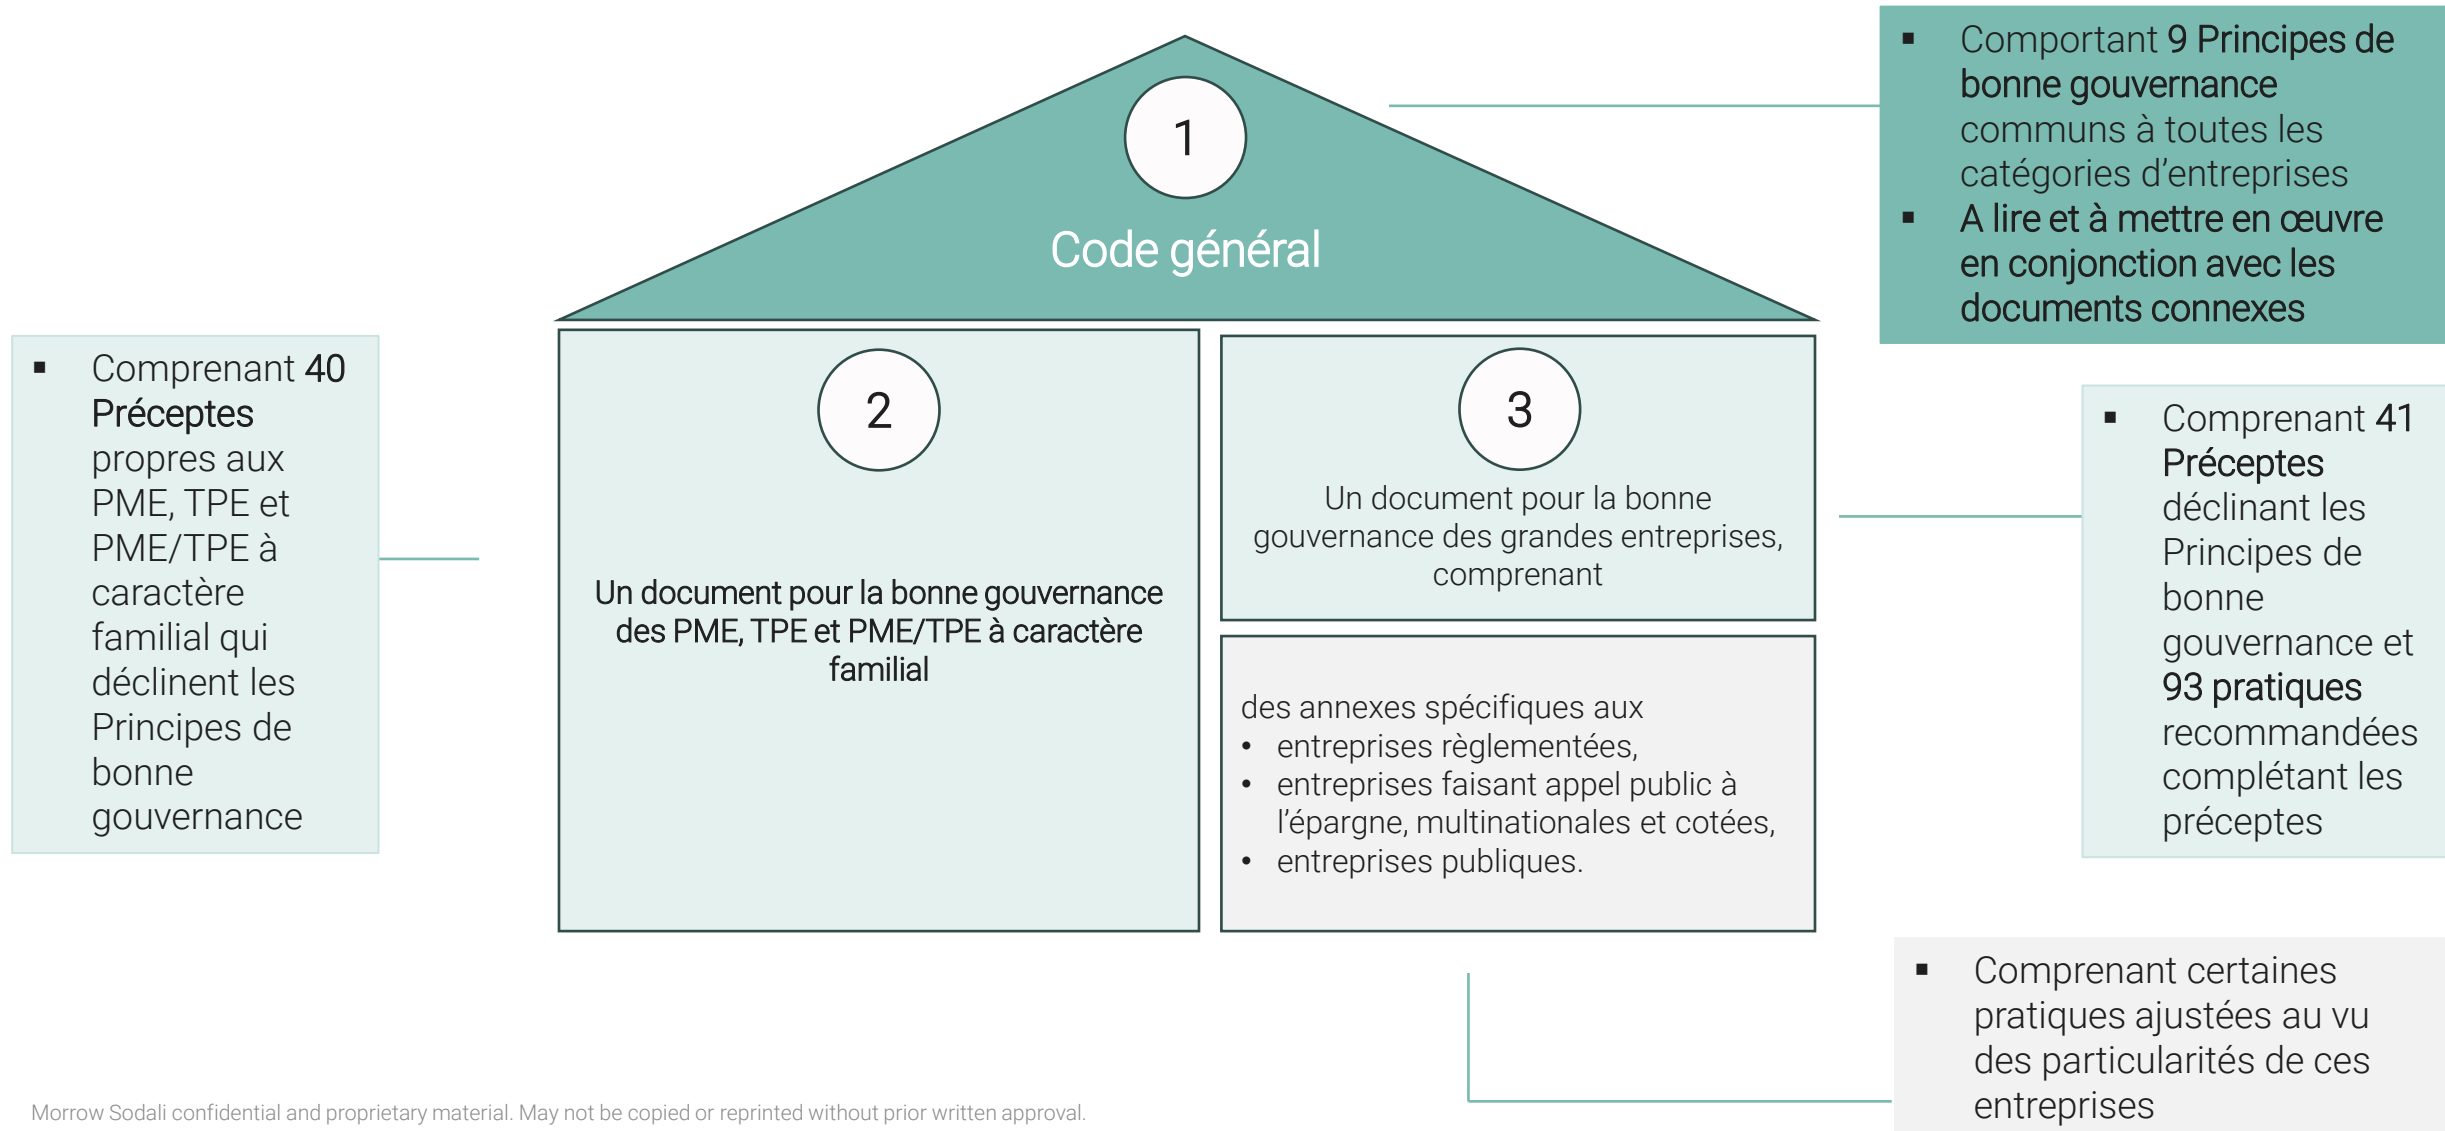 1
Code général
▪ Comportant 9 Principes de
bonne gouvernance
communs à toutes les
catégories d'entreprises
▪ A lire et à mettre en œuvre
en conjonction avec les
documents connexes
▪ Comprenant 40
Préceptes
propres aux
PME, TPE et
PME/TPE à
caractère
familial qui
déclinent les
Principes de
bonne
gouvernance
2
Un document pour la bonne gouvernance
des PME, TPE et PME/TPE à caractère
familial
3
Un document pour la bonne
gouvernance des grandes entreprises,
comprenant
des annexes spécifiques aux
• entreprises règlementées,
• entreprises faisant appel public à
l'épargne, multinationales et cotées,
• entreprises publiques.
▪ Comprenant 41
Préceptes
déclinant les
Principes de
bonne
gouvernance et
93 pratiques
recommandées
complétant les
préceptes
▪ Comprenant certaines
pratiques ajustées au vu
des particularités de ces
entreprises
Morrow Sodali confidential and proprietary material. May not be copied or reprinted without prior written approval.